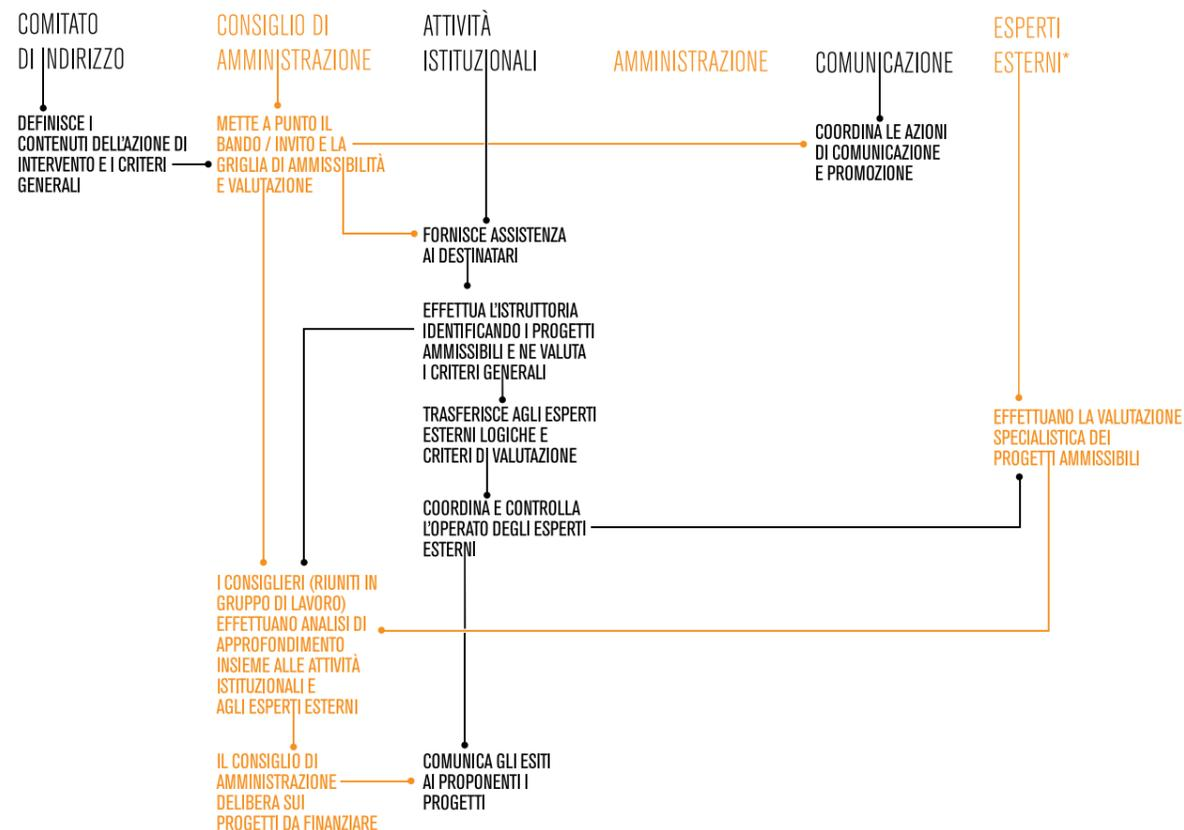 COMITATO
DI INDIRIZZO
CONSIGLIO DI
AMMINISTRAZIONE
ATTIVITÀ
ISTITUZIONALI
AMMINISTRAZIONE
COMUNICAZIONE
ESPERTI
ESTERNI*
DEFINISCE I
CONTENUTI DELL'AZIONE DI
INTERVENTO E I CRITERI
GENERALI
METTE A PUNTO IL
BANDO / INVITO E LA
GRIGLIA DI AMMISSIBILITÀ
E VALUTAZIONE
COORDINA LE AZIONI
DI COMUNICAZIONE
E PROMOZIONE
FORNISCE ASSISTENZA
AI DESTINATARI
EFFETTUA L'ISTRUTTORIA
IDENTIFICANDO I PROGETTI
AMMISSIBILI E NE VALUTA
I CRITERI GENERALI
TRASFERISCE AGLI ESPERTI
ESTERNI LOGICHE E
CRITERI DI VALUTAZIONE
EFFETTUANO LA VALUTAZIONE
SPECIALISTICA DEI
PROGETTI AMMISSIBILI
COORDINA E CONTROLLA
L'OPERATO DEGLI ESPERTI
ESTERNI
I CONSIGLIERI (RIUNITI IN
GRUPPO DI LAVORO)
EFFETTUANO ANALISI DI
APPROFONDIMENTO
INSIEME ALLE ATTIVITÀ
ISTITUZIONALI E
AGLI ESPERTI ESTERNI
IL CONSIGLIO DI
AMMINISTRAZIONE
DELIBERA SUI
PROGETTI DA FINANZIARE
COMUNICA GLI ESITI
AI PROPONENTI I
PROGETTI